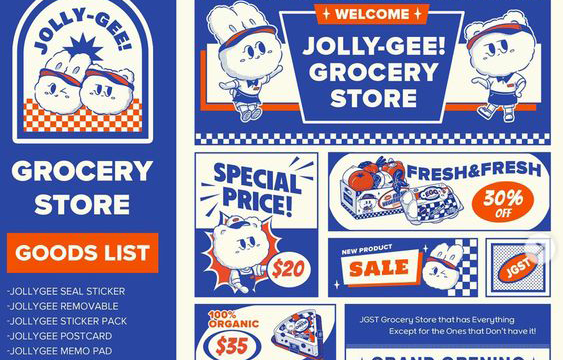 JOLLY-GEE!
GROCERY
STORE
GOODS LIST
-JOLLYGEE SEAL STICKER
-JOLLYGEE REMOVABLE
-JOLLYGEE STICKER PACK
-JOLLYGEE POSTCARD
-JOLLYGEE MEMO PAD
WELCOME
JOLLY-GEE!
GROCERY
STORE
SPECIAL
PRICE!
$20
FRESH&FRESH
30%
OFF
NEW PRODUCT
SALE
JGST
100%
ORGANIC
$35
JGST Grocery Store that has Everything
Except for the Ones that Don't have it!
GRAND OPENING